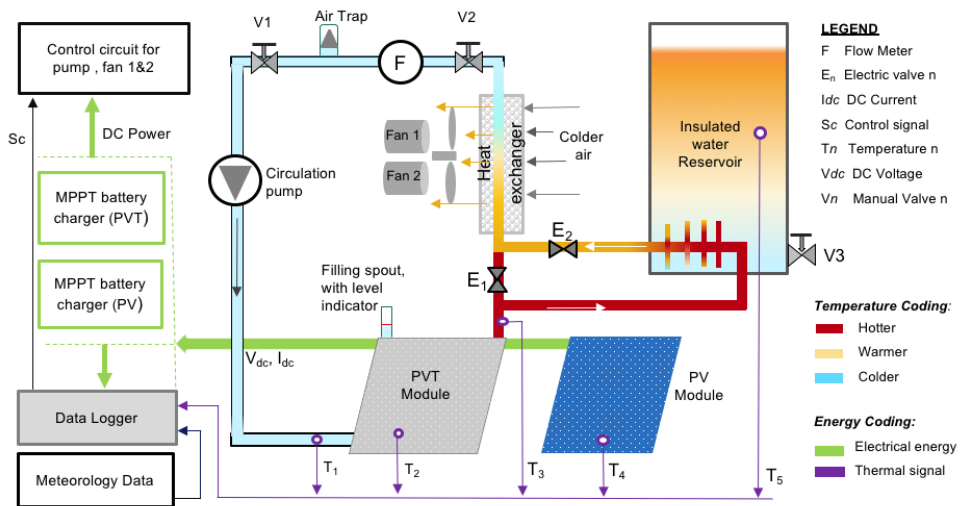 V1
Air Trap
V2
F
Control circuit for
pump , fan 1&2
Sc
DC Power
MPPT battery
charger (PVT)
MPPT battery
charger (PV)
Data Logger
Meteorology Data
Circulation
pump
Fan 1
Fan 2
Heat
exchanger
Colder
air
Insulated
water
Reservoir
E2
E1
V3
Filling spout,
with level
indicator
Vdc, Idc
PVT
Module
PV
Module
T1
T2
T3
T4
T5
LEGEND
F Flow Meter
En Electric valve n
Idc DC Current
Sc Control signal
Tn Temperature n
Vdc DC Voltage
Vn Manual Valve n
Temperature Coding:
Hotter
Warmer
Colder
Energy Coding:
Electrical energy
Thermal signal